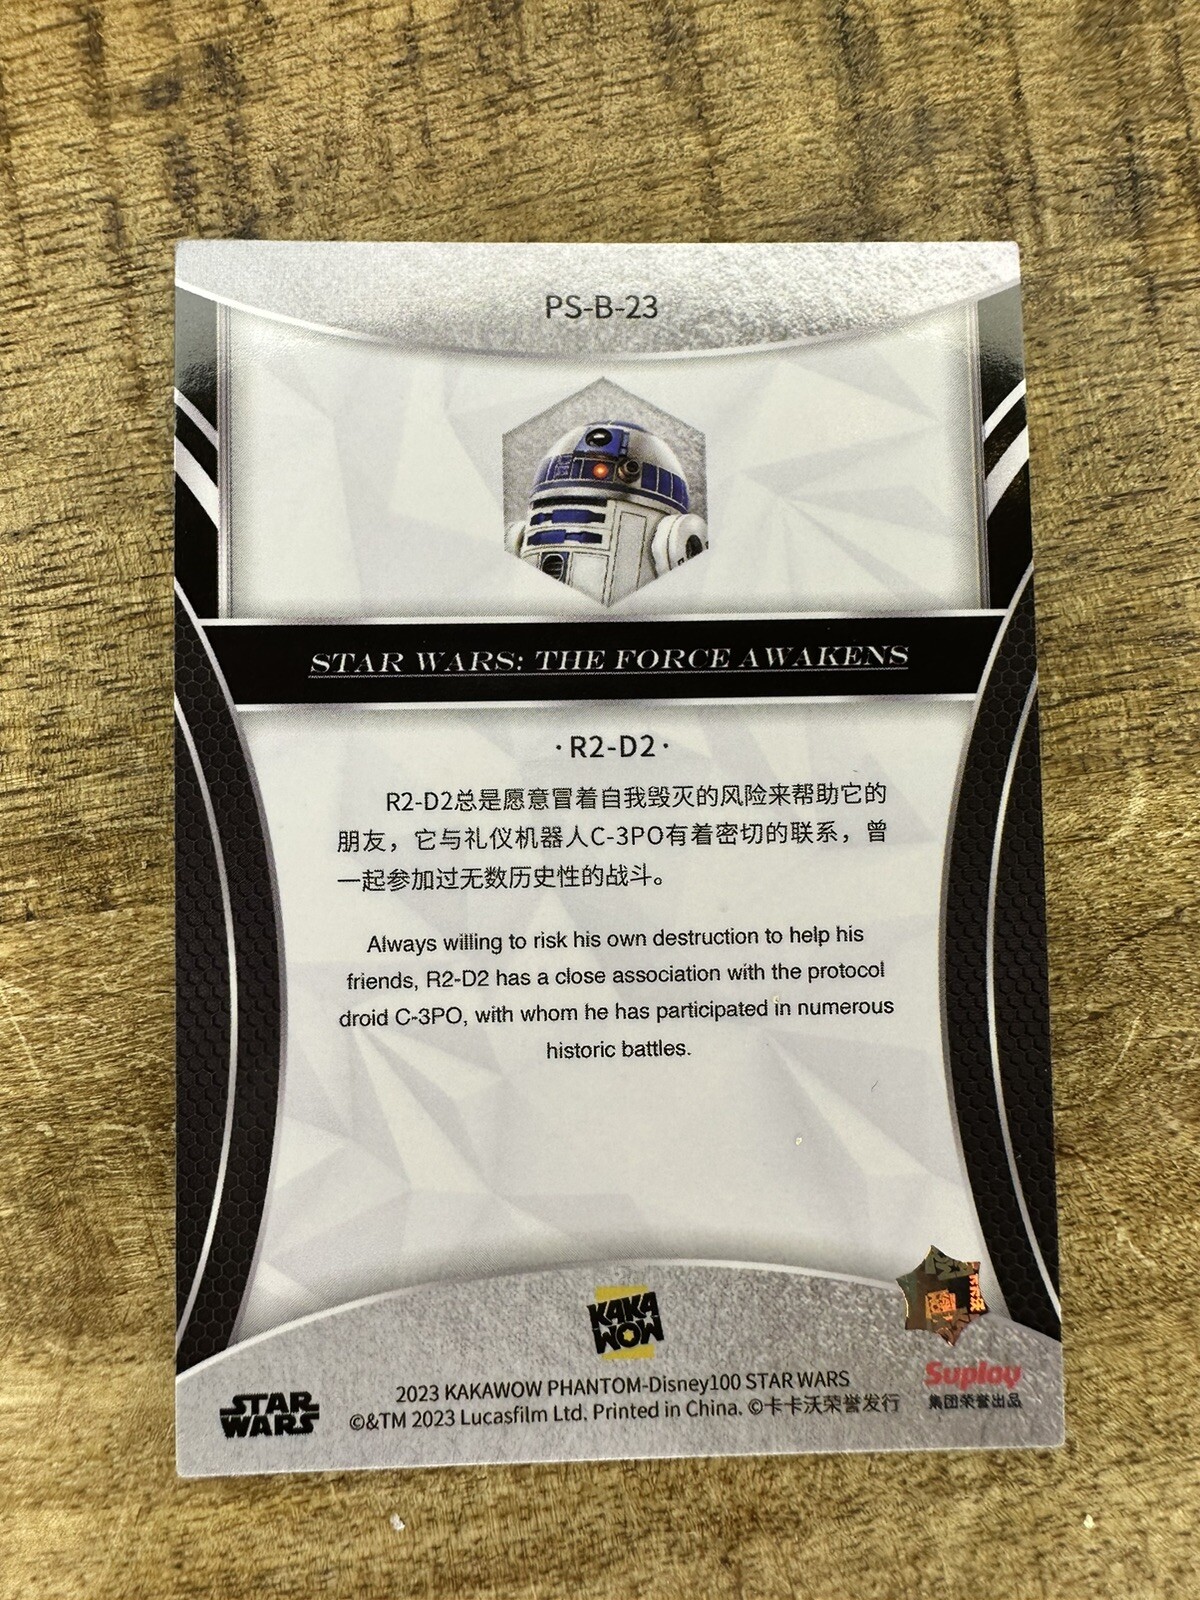 PS-B-23
STAR WARS: THE FORCE AWAKENS
·R2-D2·
R2-D2总是愿意冒着自我毁灭的风险来帮助它的
朋友，它与礼仪机器人C-3PO有着密切的联系，曾
一起参加过无数历史性的战斗。
Always willing to risk his own destruction to help his
friends, R2-D2 has a close association with the protocol
droid C-3PO, with whom he has participated in numerous
historic battles.
KAKA
WOW
STAR
WARS
2023 KAKAWOW PHANTOM-Disney100 STAR WARS
©&TM 2023 Lucasfilm Ltd. Printed in China. ©卡卡沃荣誉发行
Suplay
集团荣誉出品